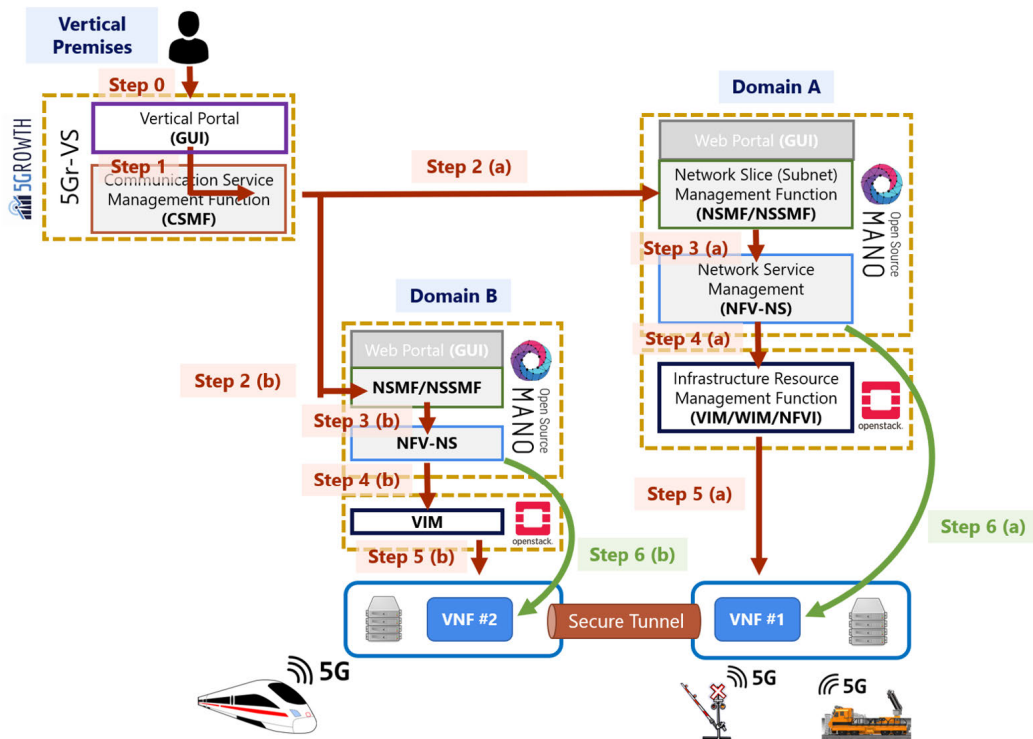 Vertical
Premises
Step 0
Domain A
5GROWTH
5Gr-VS
Vertical Portal
(GUI)
Step 1
Communication Service
Management Function
(CSMF)
Step 2 (a)
Web Portal (GUI)
Network Slice (Subnet)
Management Function
(NSMF/NSSMF)
Open Source
MANO
Step 3 (a)
Network Service
Management
(NFV-NS)
Step 4 (a)
Domain B
Web Portal (GUI)
Step 2 (b)
NSMF/NSSMF
Open Source
MANO
Step 3 (b)
NFV-NS
Step 4 (b)
Infrastructure Resource
Management Function
(VIM/WIM/NFVI)
openstack.
VIM
openstack.
Step 5 (a)
Step 5 (b)
Step 6 (b)
Step 6 (a)
VNF #2
Secure Tunnel
VNF #1
5G
5G
5G